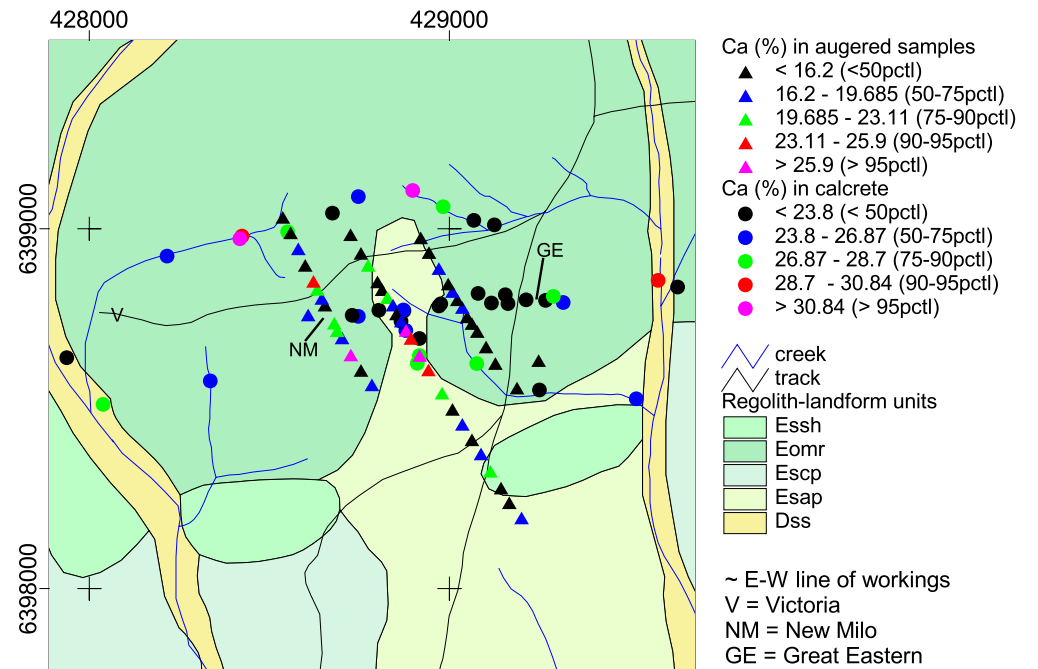 428000
429000
6399000
6398000
V
NM
GE
Ca (%) in augered samples
< 16.2 (<50pctl)
16.2 - 19.685 (50-75pctl)
19.685 - 23.11 (75-90pctl)
23.11 - 25.9 (90-95pctl)
> 25.9 (> 95pctl)
Ca (%) in calcrete
< 23.8 (< 50pctl)
23.8 - 26.87 (50-75pctl)
26.87 - 28.7 (75-90pctl)
28.7 - 30.84 (90-95pctl)
> 30.84 (> 95pctl)
creek
track
Regolith-landform units
Essh
Eomr
Escp
Esap
Dss
~ E-W line of workings
V = Victoria
NM = New Milo
GE = Great Eastern